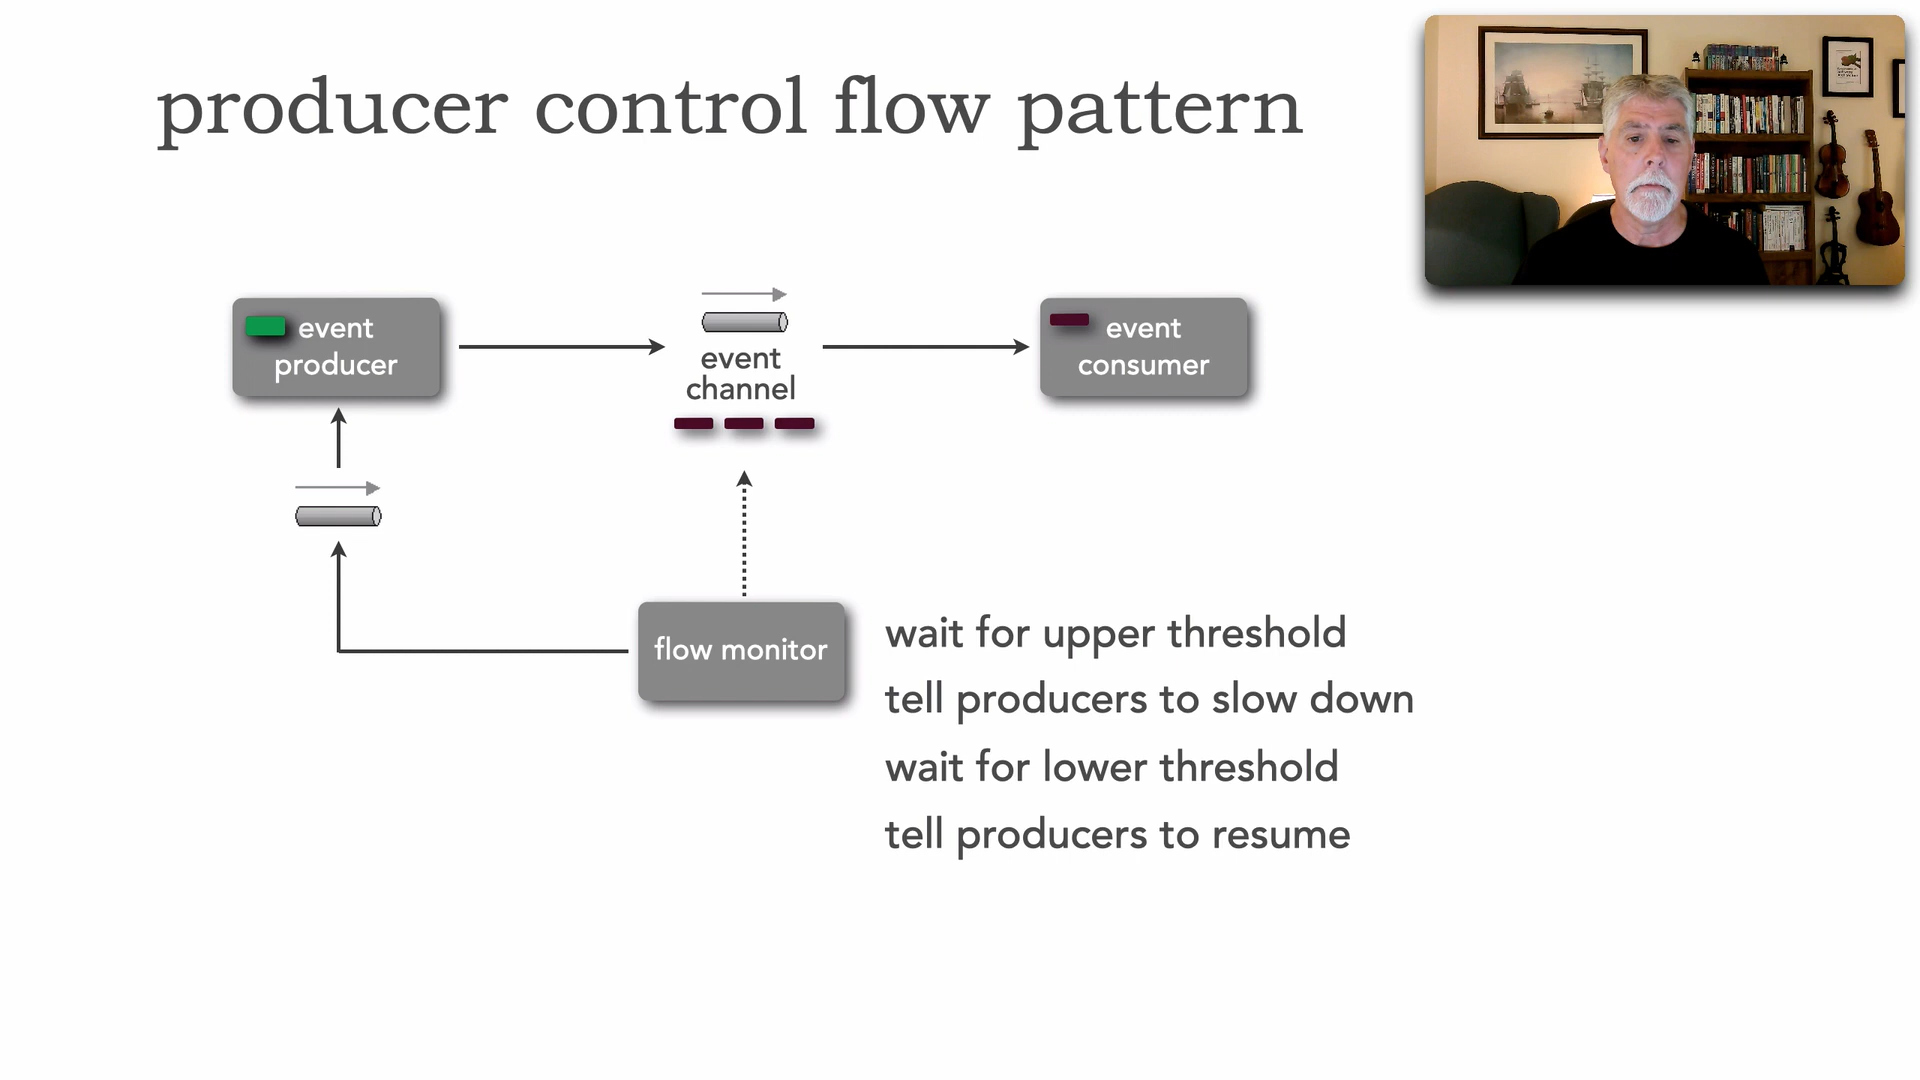 producer control flow pattern
event
producer
event
channel
event
consumer
flow monitor
wait for upper threshold
tell producers to slow down
wait for lower threshold
tell producers to resume